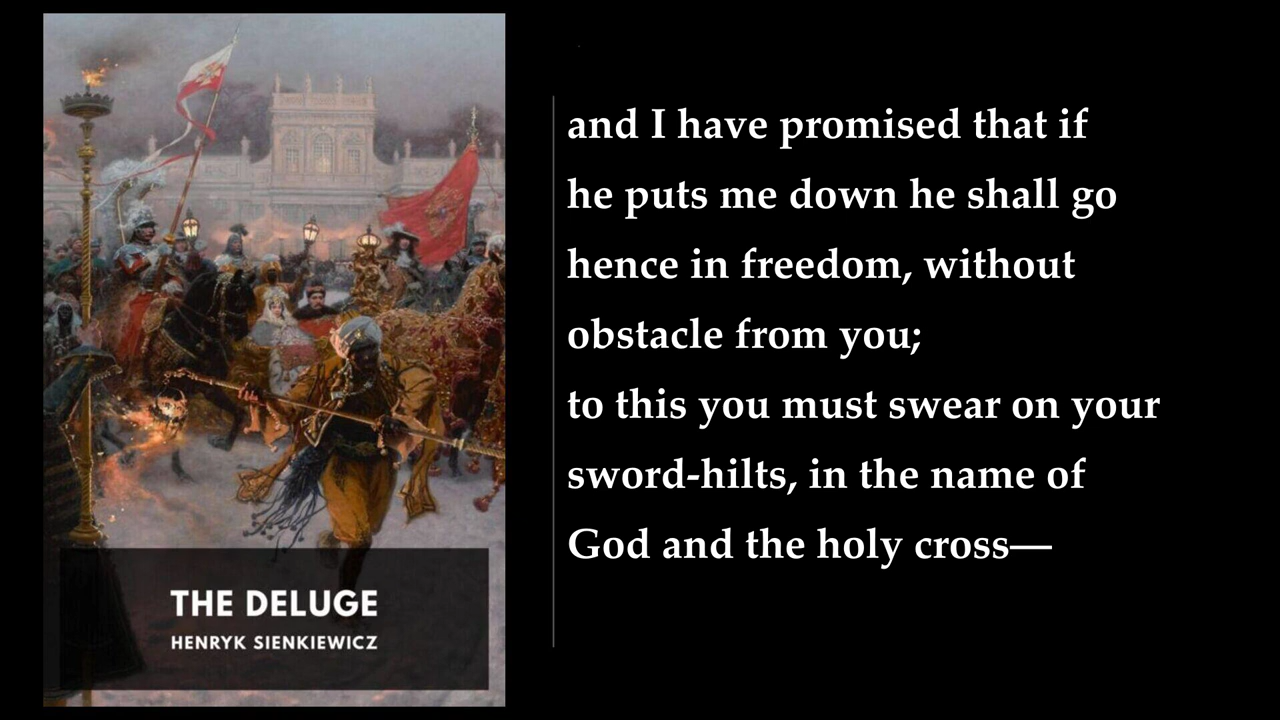 THE DELUGE
HENRYK SIENKIEWICZ
and I have promised that if
he puts me down he shall go
hence in freedom, without
obstacle from you;
to this you must swear on your
sword-hilts, in the name of
God and the holy cross—